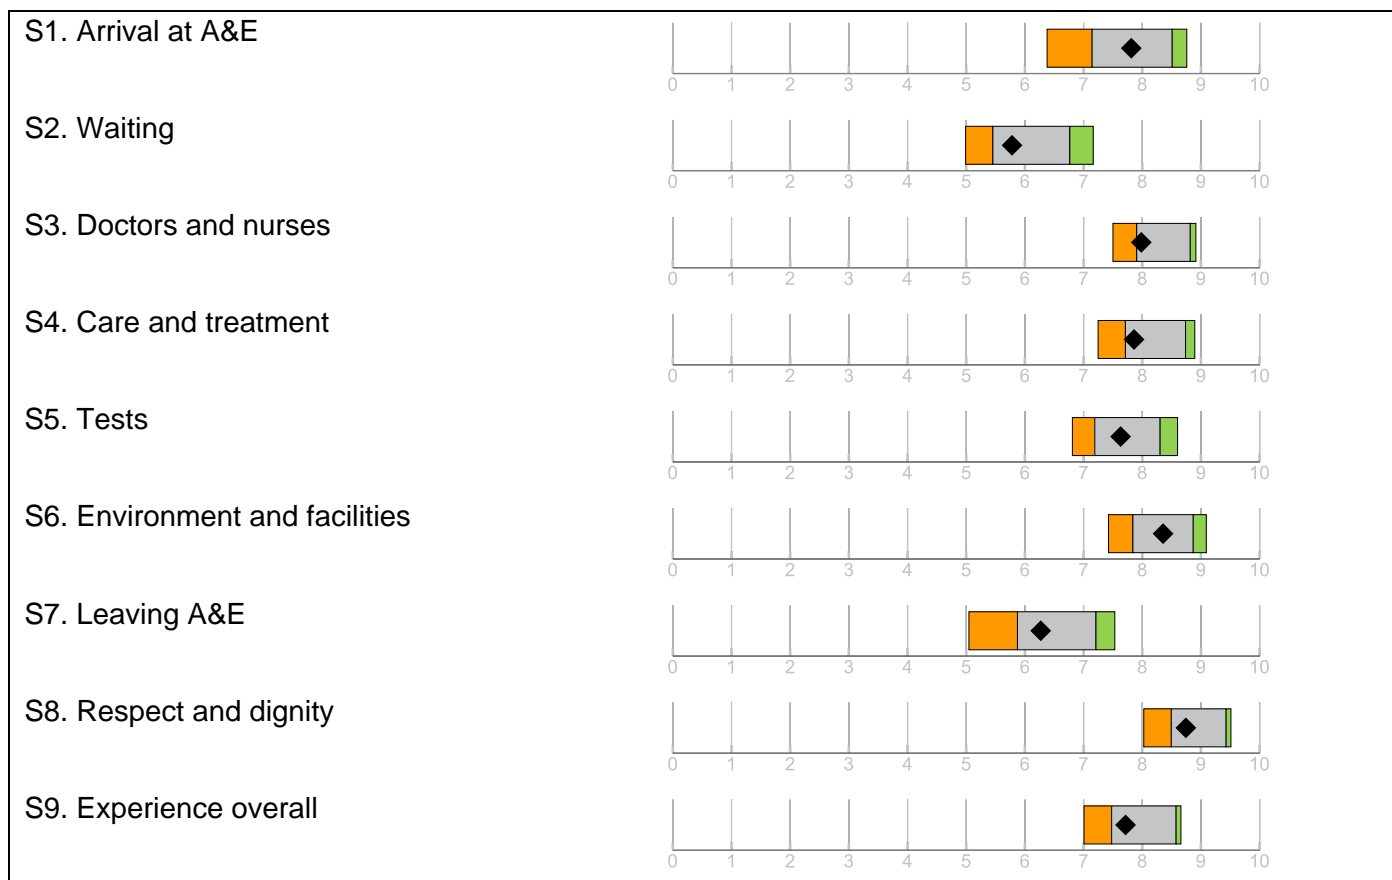 S1. Arrival at A&E
0 1 2 3 4 5 6 7 8 9 10
S2. Waiting
0 1 2 3 4 5 6 7 8 9 10
S3. Doctors and nurses
0 1 2 3 4 5 6 7 8 9 10
S4. Care and treatment
0 1 2 3 4 5 6 7 8 9 10
S5. Tests
0 1 2 3 4 5 6 7 8 9 10
S6. Environment and facilities
0 1 2 3 4 5 6 7 8 9 10
S7. Leaving A&E
0 1 2 3 4 5 6 7 8 9 10
S8. Respect and dignity
0 1 2 3 4 5 6 7 8 9 10
S9. Experience overall
0 1 2 3 4 5 6 7 8 9 10